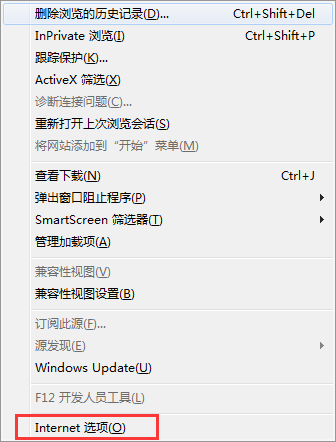 删除浏览的历史记录(D)... Ctrl+Shift+Del
InPrivate 浏览(I) Ctrl+Shift+P
跟踪保护(K)...
ActiveX 筛选(X)
诊断连接问题(C)...
重新打开上次浏览会话(S)
将网站添加到“开始”菜单(M)
查看下载(N) Ctrl+J
弹出窗口阻止程序(P)
SmartScreen 筛选器(T)
管理加载项(A)
兼容性视图(V)
兼容性视图设置(B)
订阅此源(F)...
源发现(E)
Windows Update(U)
F12 开发人员工具(L)
Internet 选项(O)